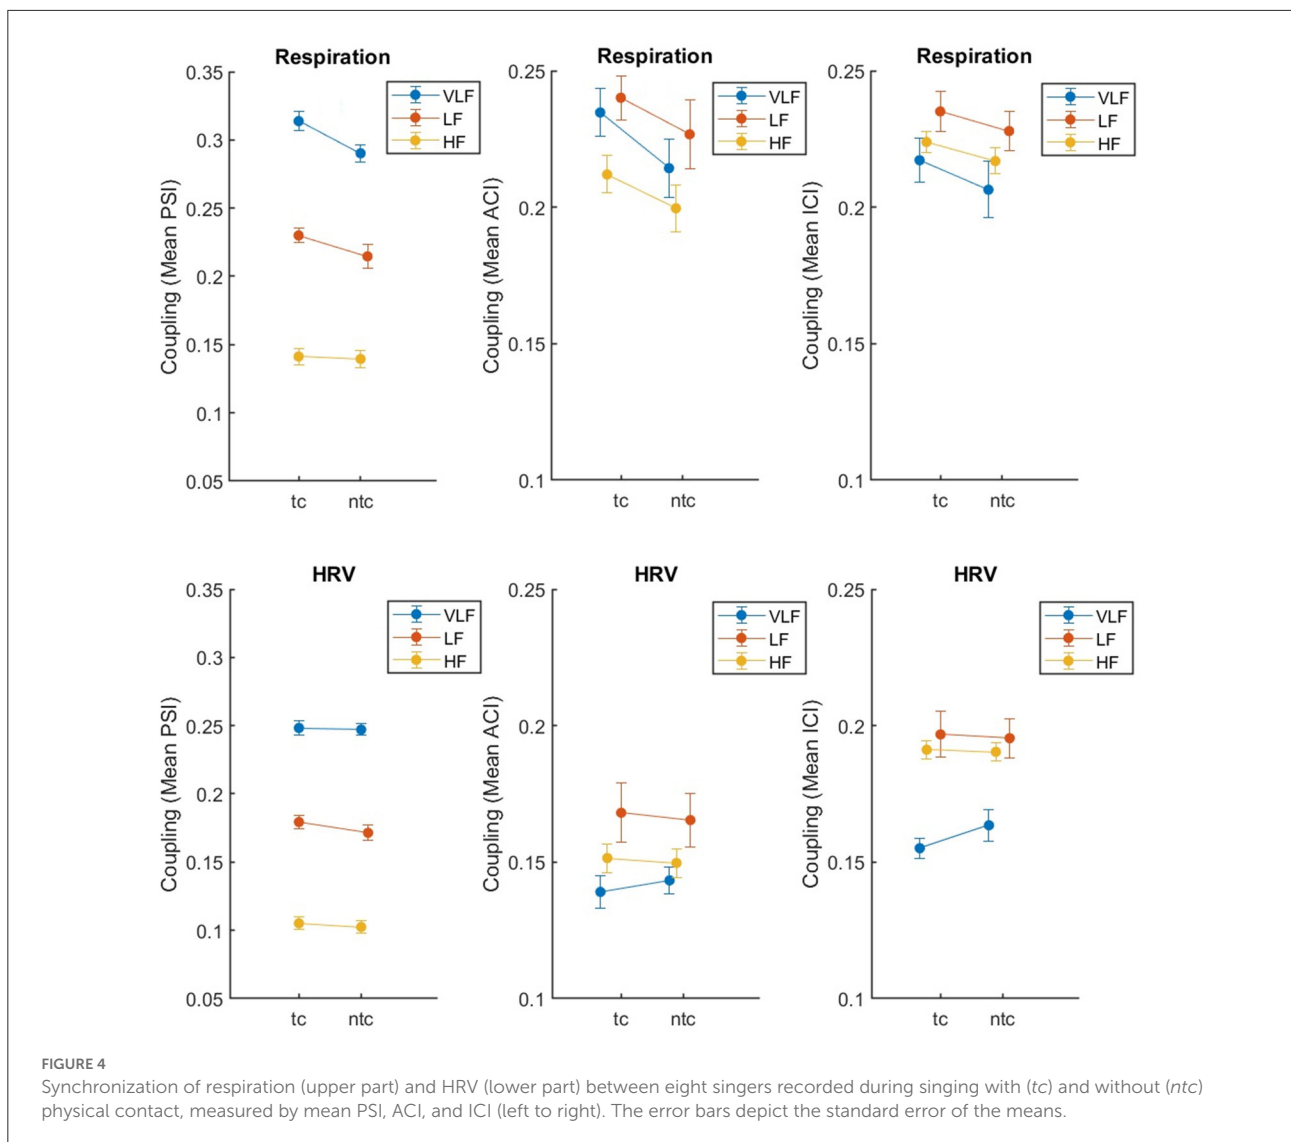 Respiration
0.35
0.3
0.25
0.2
0.15
0.1
0.05
Coupling (Mean PSI)
VLF
LF
HF
tc ntc
Respiration
0.25
0.2
0.15
0.1
Coupling (Mean ACI)
VLF
LF
HF
tc ntc
Respiration
0.25
0.2
0.15
0.1
Coupling (Mean ICI)
VLF
LF
HF
tc ntc
HRV
0.35
0.3
0.25
0.2
0.15
0.1
0.05
Coupling (Mean PSI)
VLF
LF
HF
tc ntc
HRV
0.25
0.2
0.15
0.1
Coupling (Mean ACI)
VLF
LF
HF
tc ntc
HRV
0.25
0.2
0.15
0.1
Coupling (Mean ICI)
VLF
LF
HF
tc ntc
FIGURE 4
Synchronization of respiration (upper part) and HRV (lower part) between eight singers recorded during singing with (tc) and without (ntc)
physical contact, measured by mean PSI, ACI, and ICI (left to right). The error bars depict the standard error of the means.